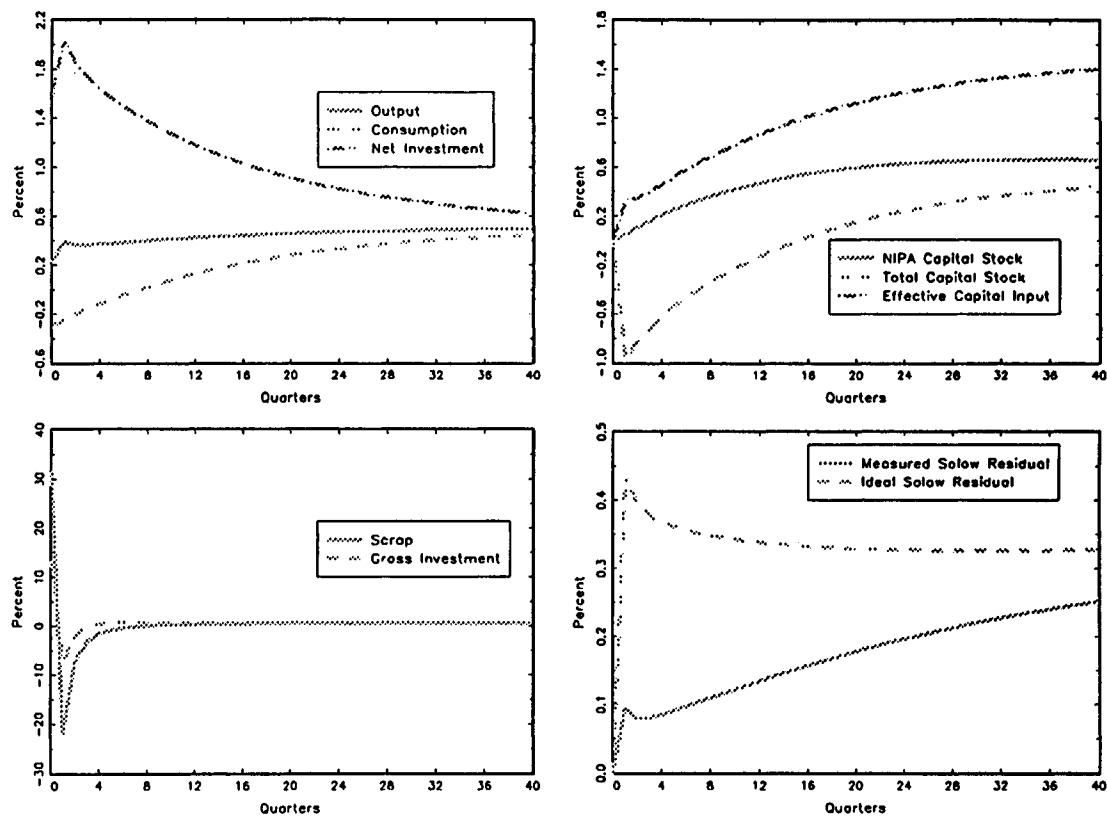 2.2
1.8
1.4
1.0
0.6
0.2
-0.2
-0.6
Percent
Output
Consumption
Net Investment
0 4 8 12 16 20 24 28 32 36 40
Quarters
1.8
1.4
1.0
0.6
0.2
-0.2
-0.6
-1.0
Percent
NIPA Capital Stock
Total Capital Stock
Effective Capital Input
0 4 8 12 16 20 24 28 32 36 40
Quarters
40
30
20
10
0
-10
-20
-30
Percent
Scrap
Gross Investment
0 4 8 12 16 20 24 28 32 36 40
Quarters
0.5
0.4
0.3
0.2
0.1
0.0
Percent
Measured Solow Residual
Ideal Solow Residual
0 4 8 12 16 20 24 28 32 36 40
Quarters